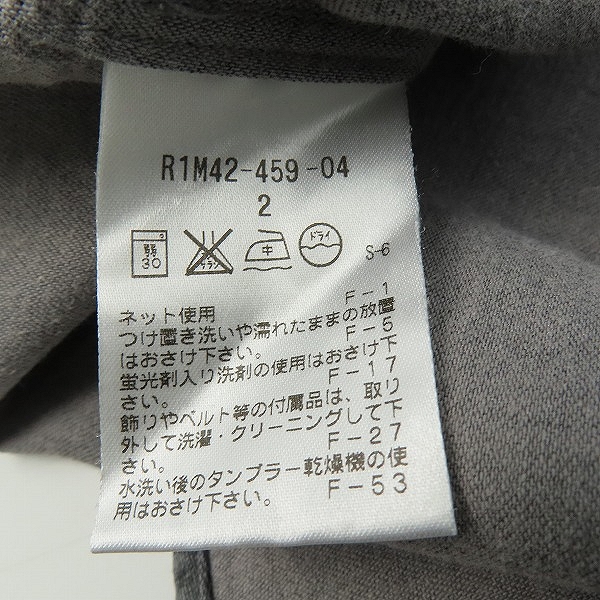 R1M42-459-04
2
弱
30
エンソサラシ
中
ドライ
S-6
ネット使用
F-1
つけ置き洗いや濡れたままの放置
はおさけ下さい。 F-5
蛍光剤入り洗剤の使用はおさけ下
さい。 F-17
飾りやベルト等の付属品は、取り
外して洗濯・クリーニングして下
さい。 F-27
水洗い後のタンブラー乾燥機の使
用はおさけ下さい。 F-53